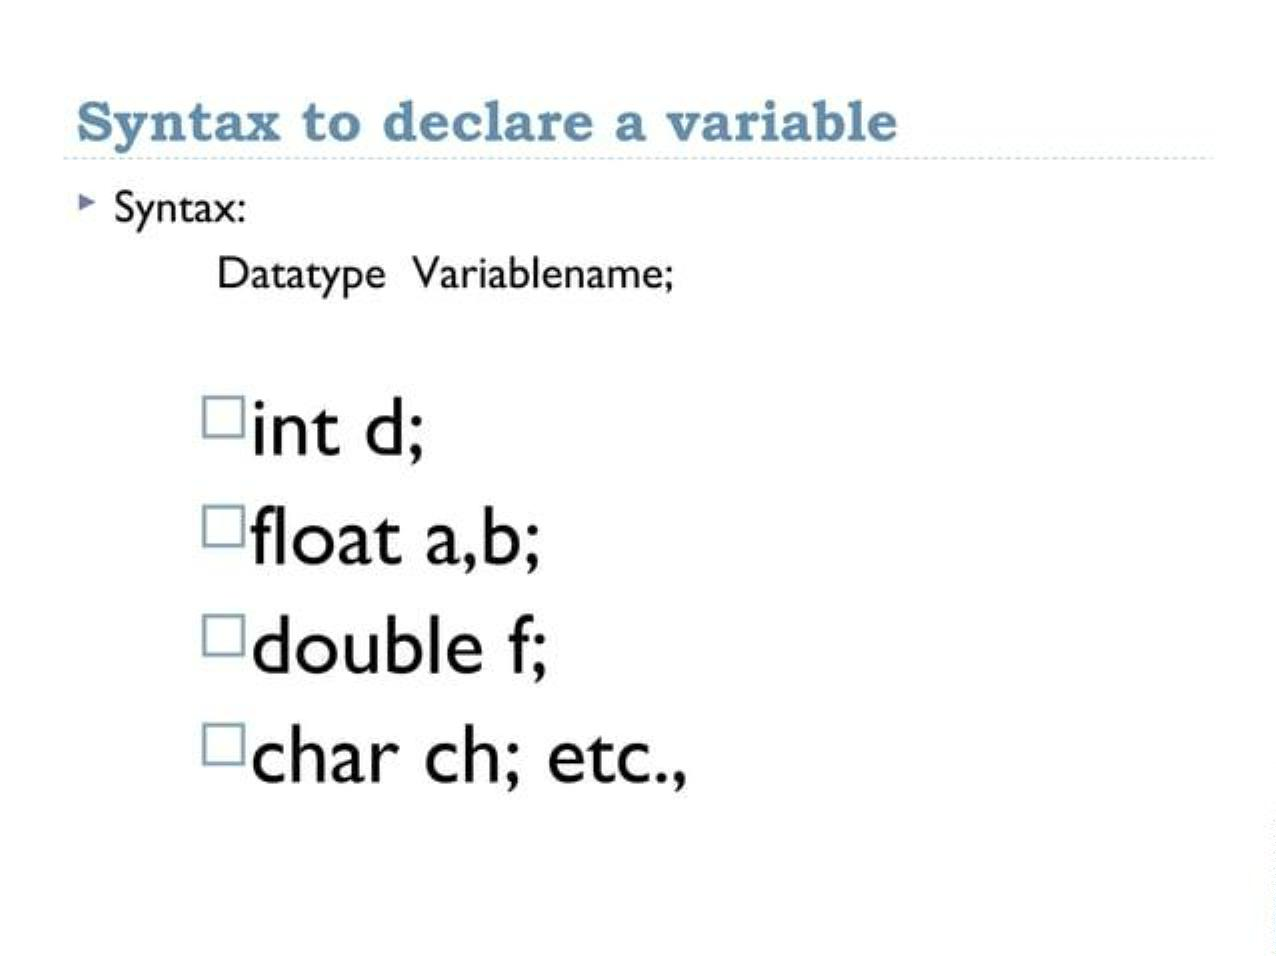 Syntax to declare a variable
Syntax:
Datatype Variablename;
int d;
float a,b;
double f;
char ch; etc.,